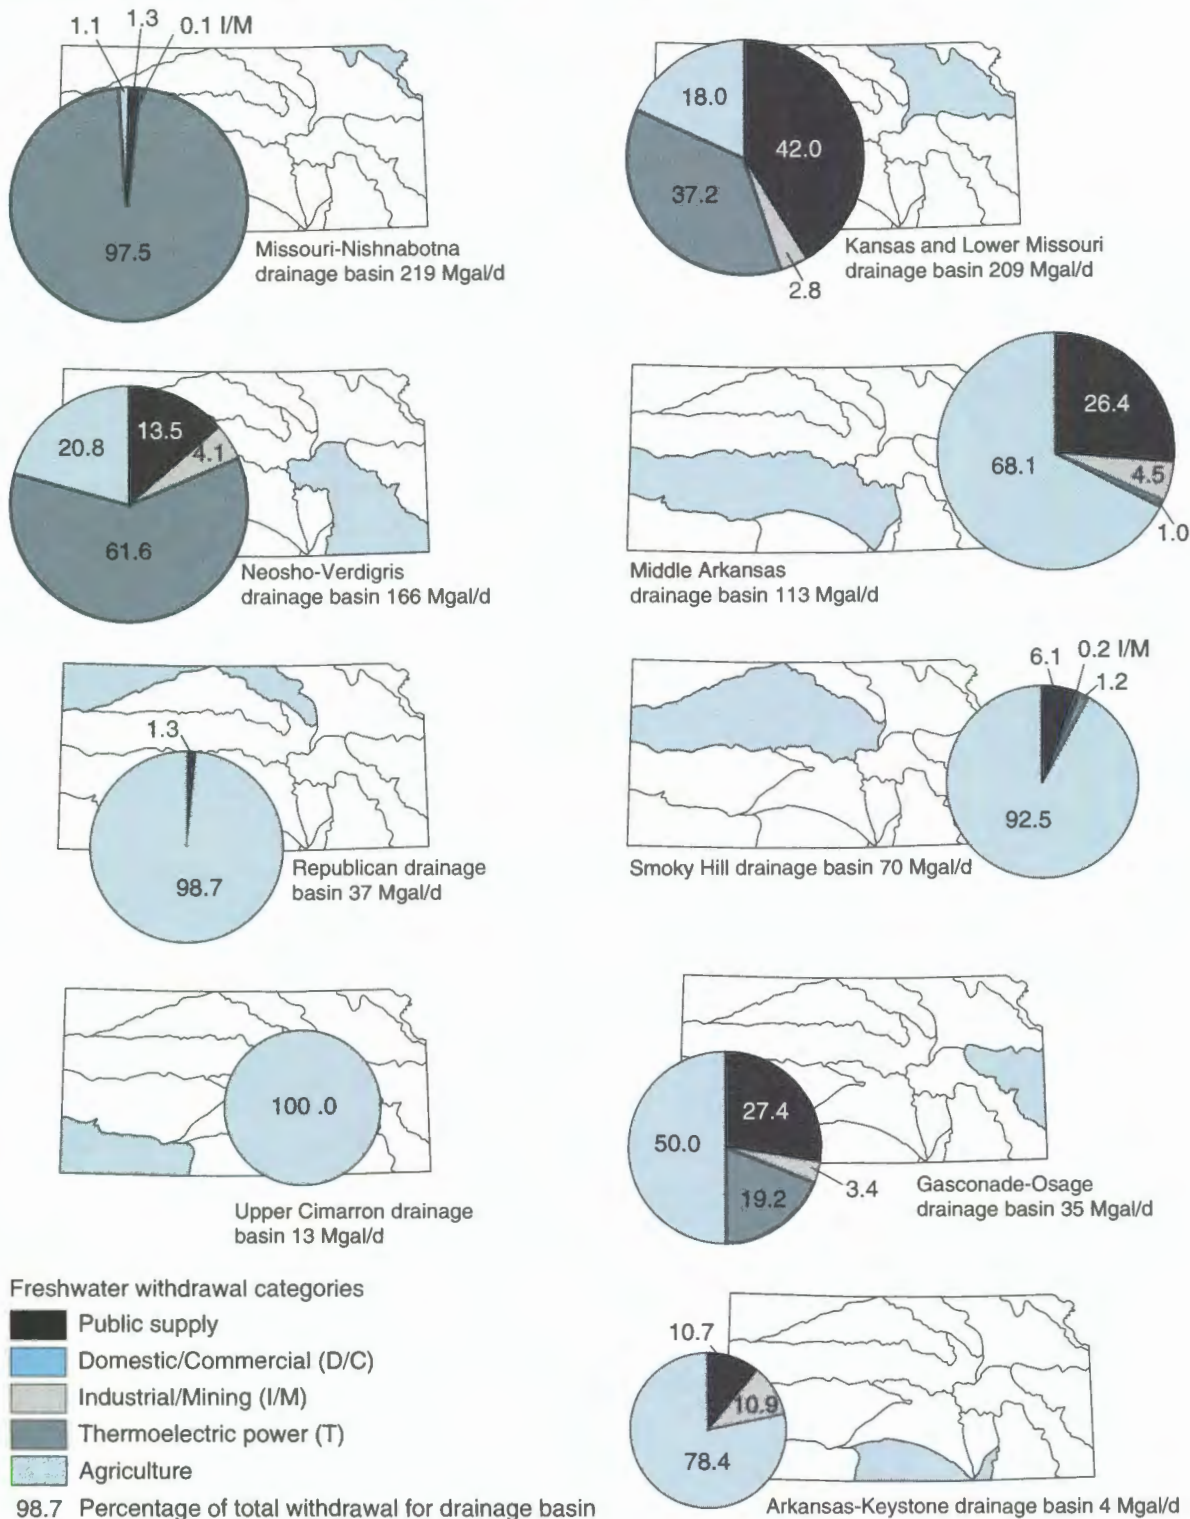 1.1
1.3
0.1 I/M
97.5
Missouri-Nishnabotna
drainage basin 219 Mgal/d
18.0
42.0
37.2
2.8
Kansas and Lower Missouri
drainage basin 209 Mgal/d
20.8
13.5
4.1
61.6
Neosho-Verdigris
drainage basin 166 Mgal/d
26.4
68.1
4.5
1.0
Middle Arkansas
drainage basin 113 Mgal/d
1.3
98.7
Republican drainage
basin 37 Mgal/d
6.1
0.2 I/M
1.2
92.5
Smoky Hill drainage basin 70 Mgal/d
100 .0
Upper Cimarron drainage
basin 13 Mgal/d
27.4
50.0
19.2
3.4
Gasconade-Osage
drainage basin 35 Mgal/d
Freshwater withdrawal categories
Public supply
Domestic/Commercial (D/C)
Industrial/Mining (I/M)
Thermoelectric power (T)
Agriculture
98.7 Percentage of total withdrawal for drainage basin
10.7
10.9
78.4
Arkansas-Keystone drainage basin 4 Mgal/d